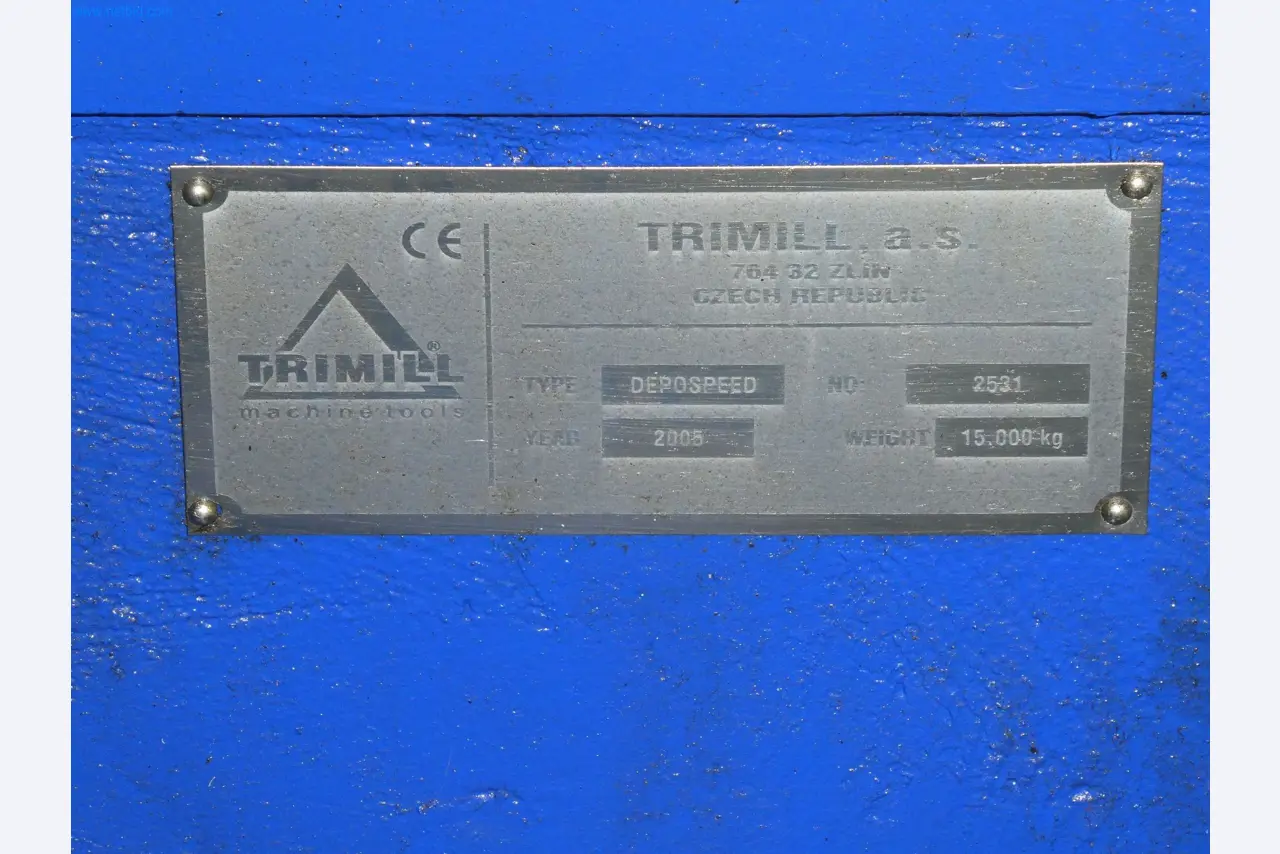 CE
TRIMILL®
machine tools
TRIMILL, a.s.
764 32 ZLIN
CZECH REPUBLIC
TYPE DEPOSPEED NO: 2531
YEAR 2005 WEIGHT 15.000 kg